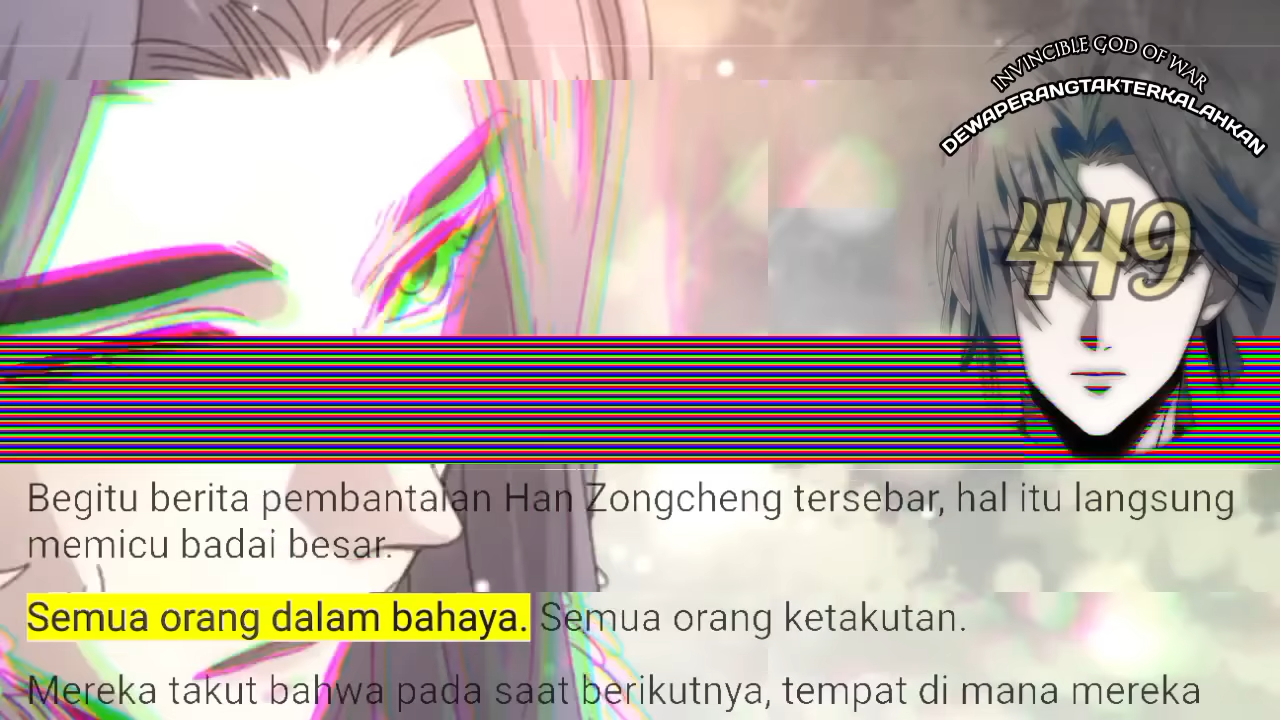 INVINCIBLE GOD OF WAR
DEWAPERANGTAKTERKALAHKAN
449
Begitu berita pembantaian Han Zongcheng tersebar, hal itu langsung
memicu badai besar.
Semua orang dalam bahaya. Semua orang ketakutan.
Mereka takut bahwa pada saat berikutnya, tempat di mana mereka